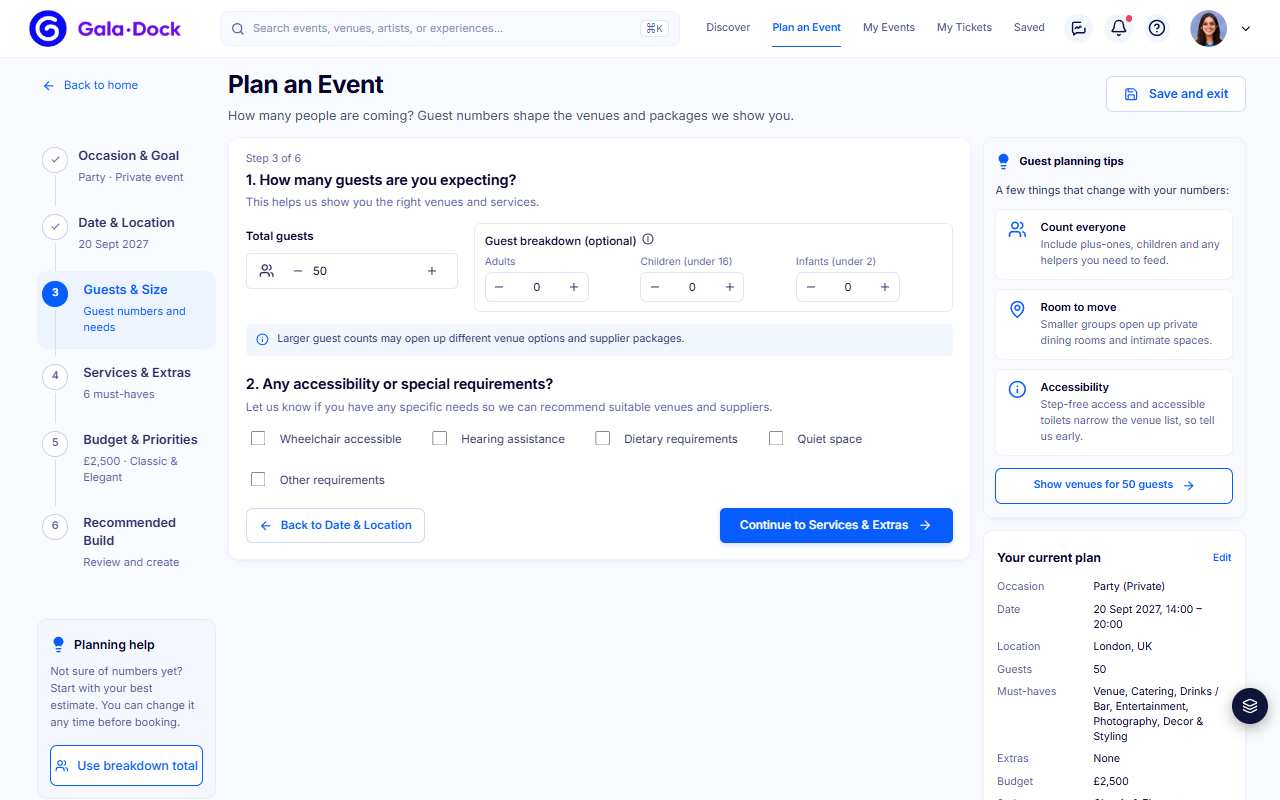 Gala·Dock
Search events, venues, artists, or experiences...
⌘K
Discover
Plan an Event
My Events
My Tickets
Saved
Back to home
Plan an Event
How many people are coming? Guest numbers shape the venues and packages we show you.
Save and exit
Occasion & Goal
Party · Private event
Date & Location
20 Sept 2027
3
Guests & Size
Guest numbers and
needs
4
Services & Extras
6 must-haves
5
Budget & Priorities
£2,500 · Classic &
Elegant
6
Recommended
Build
Review and create
Planning help
Not sure of numbers yet?
Start with your best
estimate. You can change it
any time before booking.
Use breakdown total
Step 3 of 6
1. How many guests are you expecting?
This helps us show you the right venues and services.
Total guests
− 50 +
Guest breakdown (optional)
Adults
− 0 +
Children (under 16)
− 0 +
Infants (under 2)
− 0 +
Larger guest counts may open up different venue options and supplier packages.
2. Any accessibility or special requirements?
Let us know if you have any specific needs so we can recommend suitable venues and suppliers.
Wheelchair accessible
Hearing assistance
Dietary requirements
Quiet space
Other requirements
Back to Date & Location
Continue to Services & Extras
Guest planning tips
A few things that change with your numbers:
Count everyone
Include plus-ones, children and any
helpers you need to feed.
Room to move
Smaller groups open up private
dining rooms and intimate spaces.
Accessibility
Step-free access and accessible
toilets narrow the venue list, so tell
us early.
Show venues for 50 guests
Your current plan
Edit
Occasion
Party (Private)
Date
20 Sept 2027, 14:00 –
20:00
Location
London, UK
Guests
50
Must-haves
Venue, Catering, Drinks /
Bar, Entertainment,
Photography, Decor &
Styling
Extras
None
Budget
£2,500